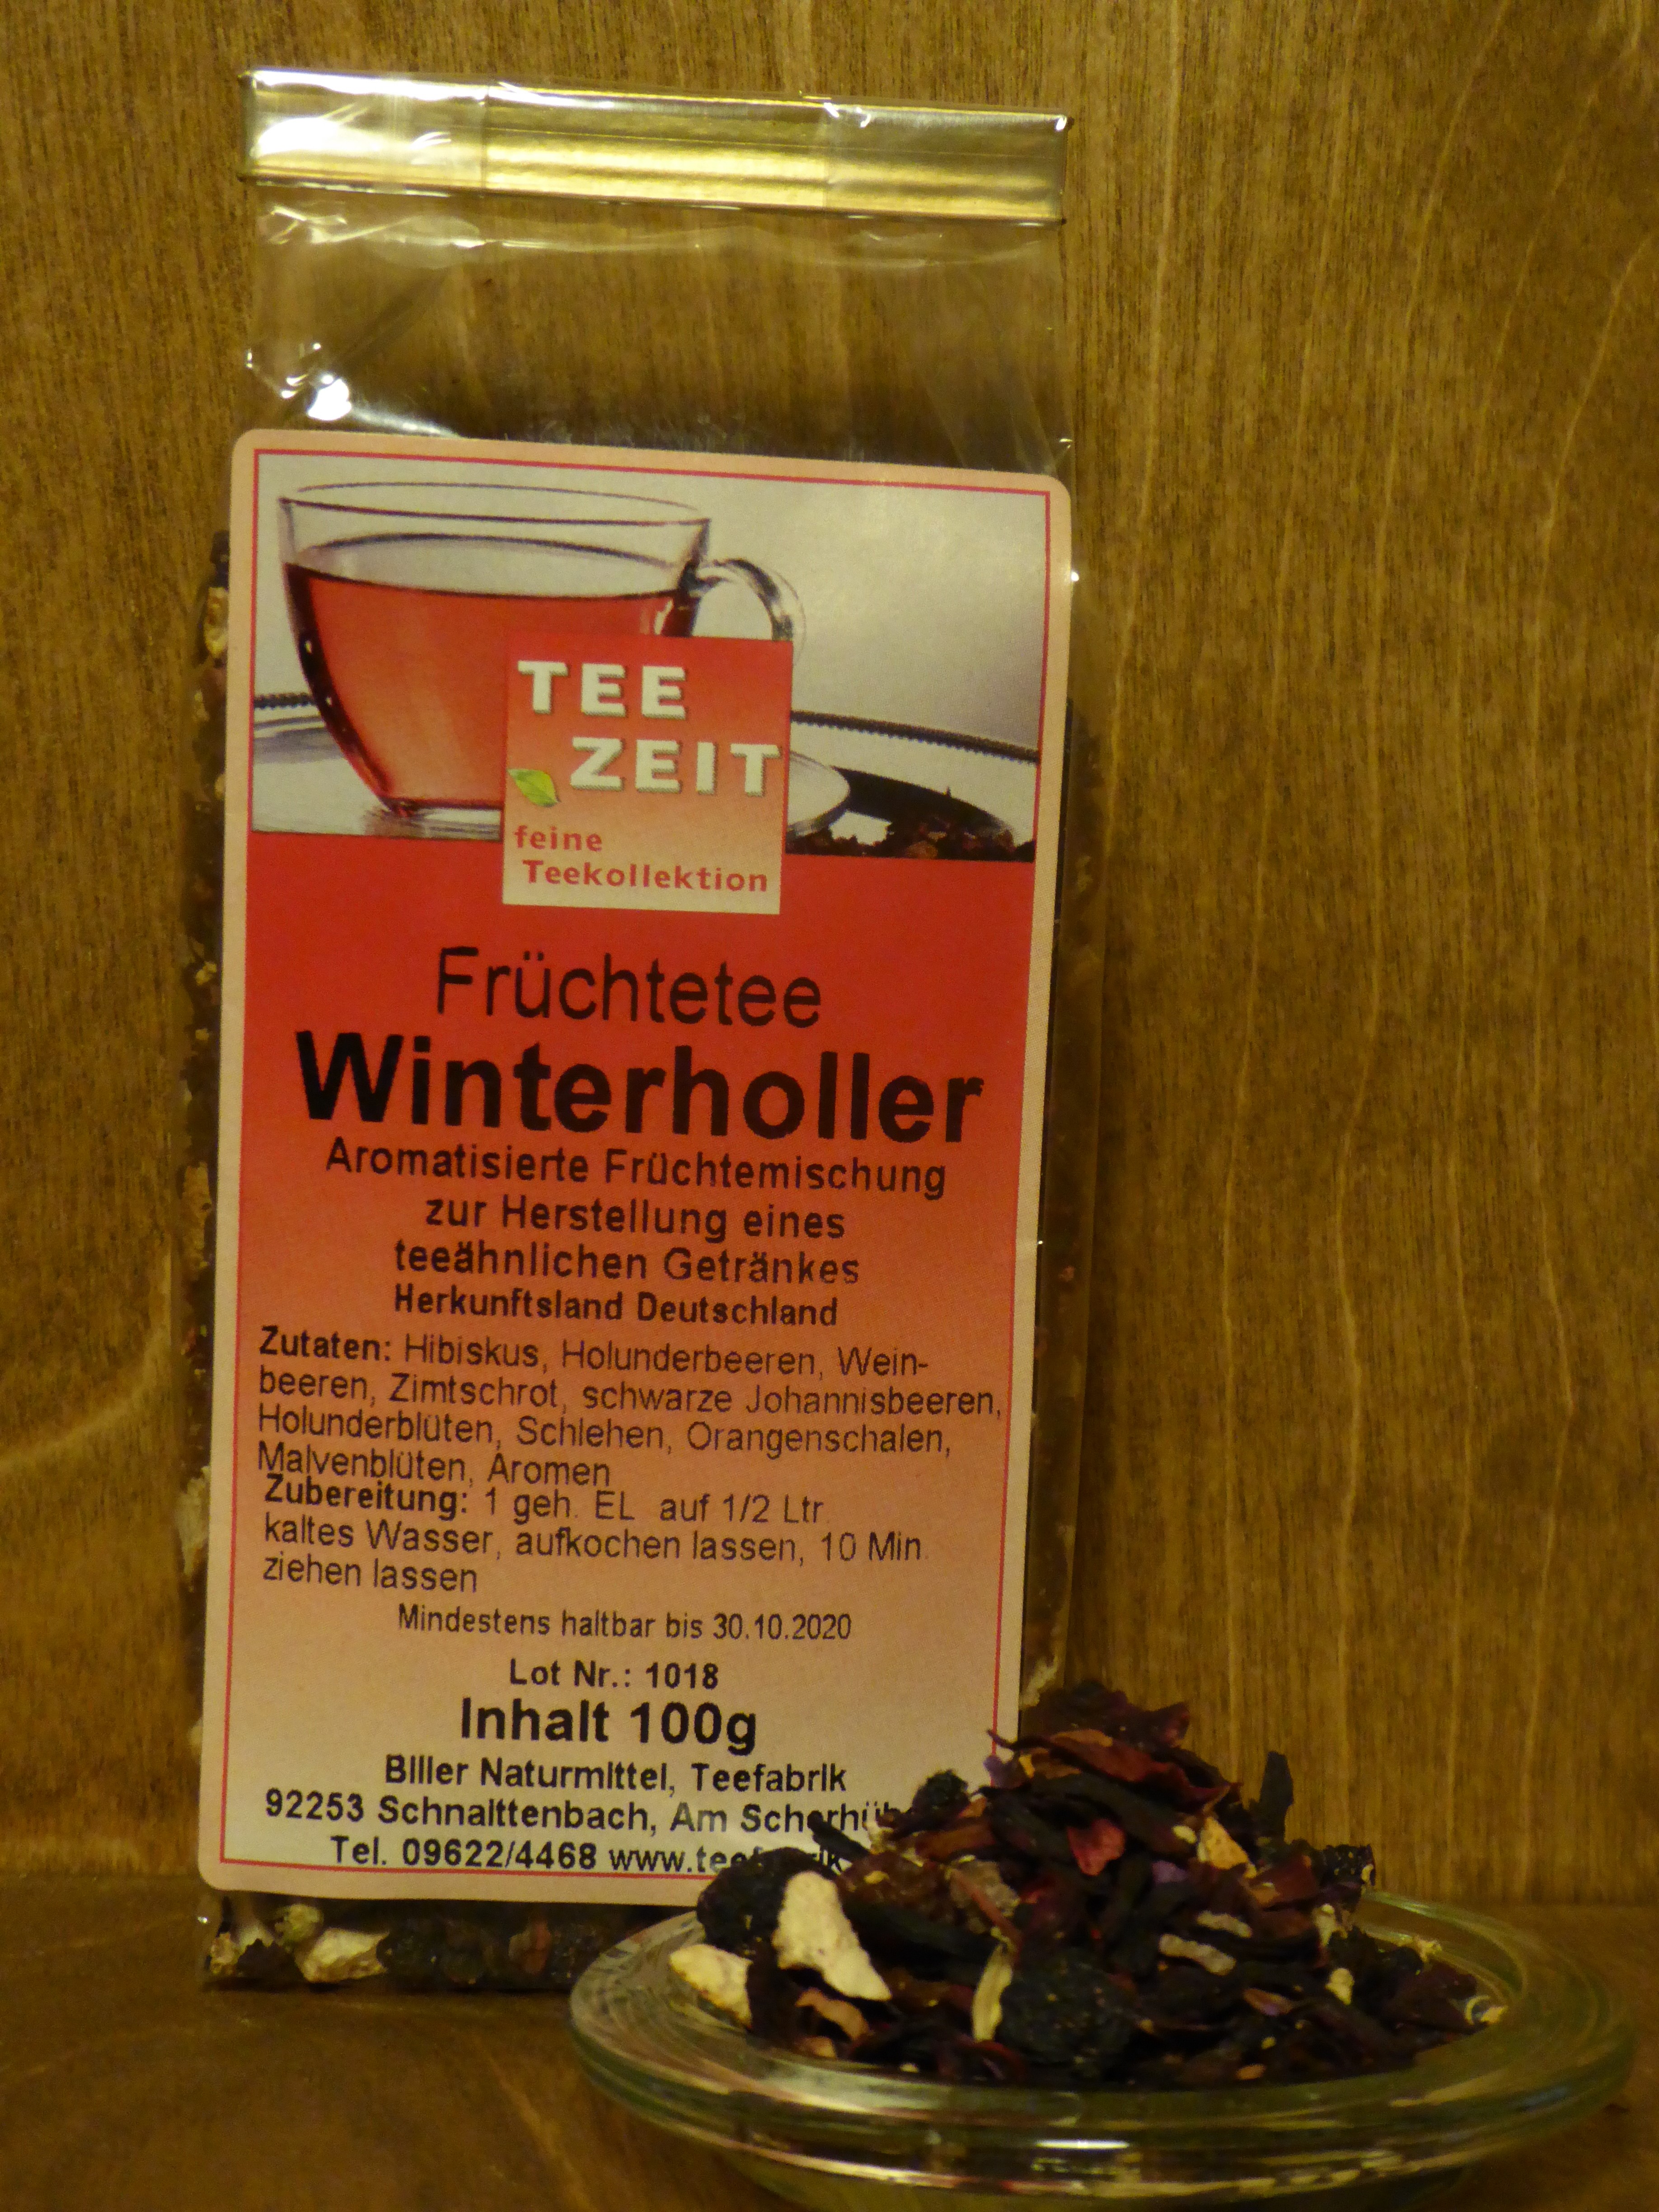 TEE
ZEIT
feine
Teekollektion
Früchtetee
Winterholler
Aromatisierte Früchtemischung
zur Herstellung eines
teeähnlichen Getränkes
Herkunftsland Deutschland
Zutaten: Hibiskus, Holunderbeeren, Wein-
beeren, Zimtschrot, schwarze Johannisbeeren,
Holunderblüten, Schlehen, Orangenschalen,
Malvenblüten, Aromen
Zubereitung: 1 geh. EL auf 1/2 Ltr.
kaltes Wasser, aufkochen lassen, 10 Min.
ziehen lassen
Mindestens haltbar bis 30.10.2020
Lot Nr.: 1018
Inhalt 100g
Biller Naturmittel, Teefabrik
92253 Schnaittenbach, Am
Tel. 09622/4468